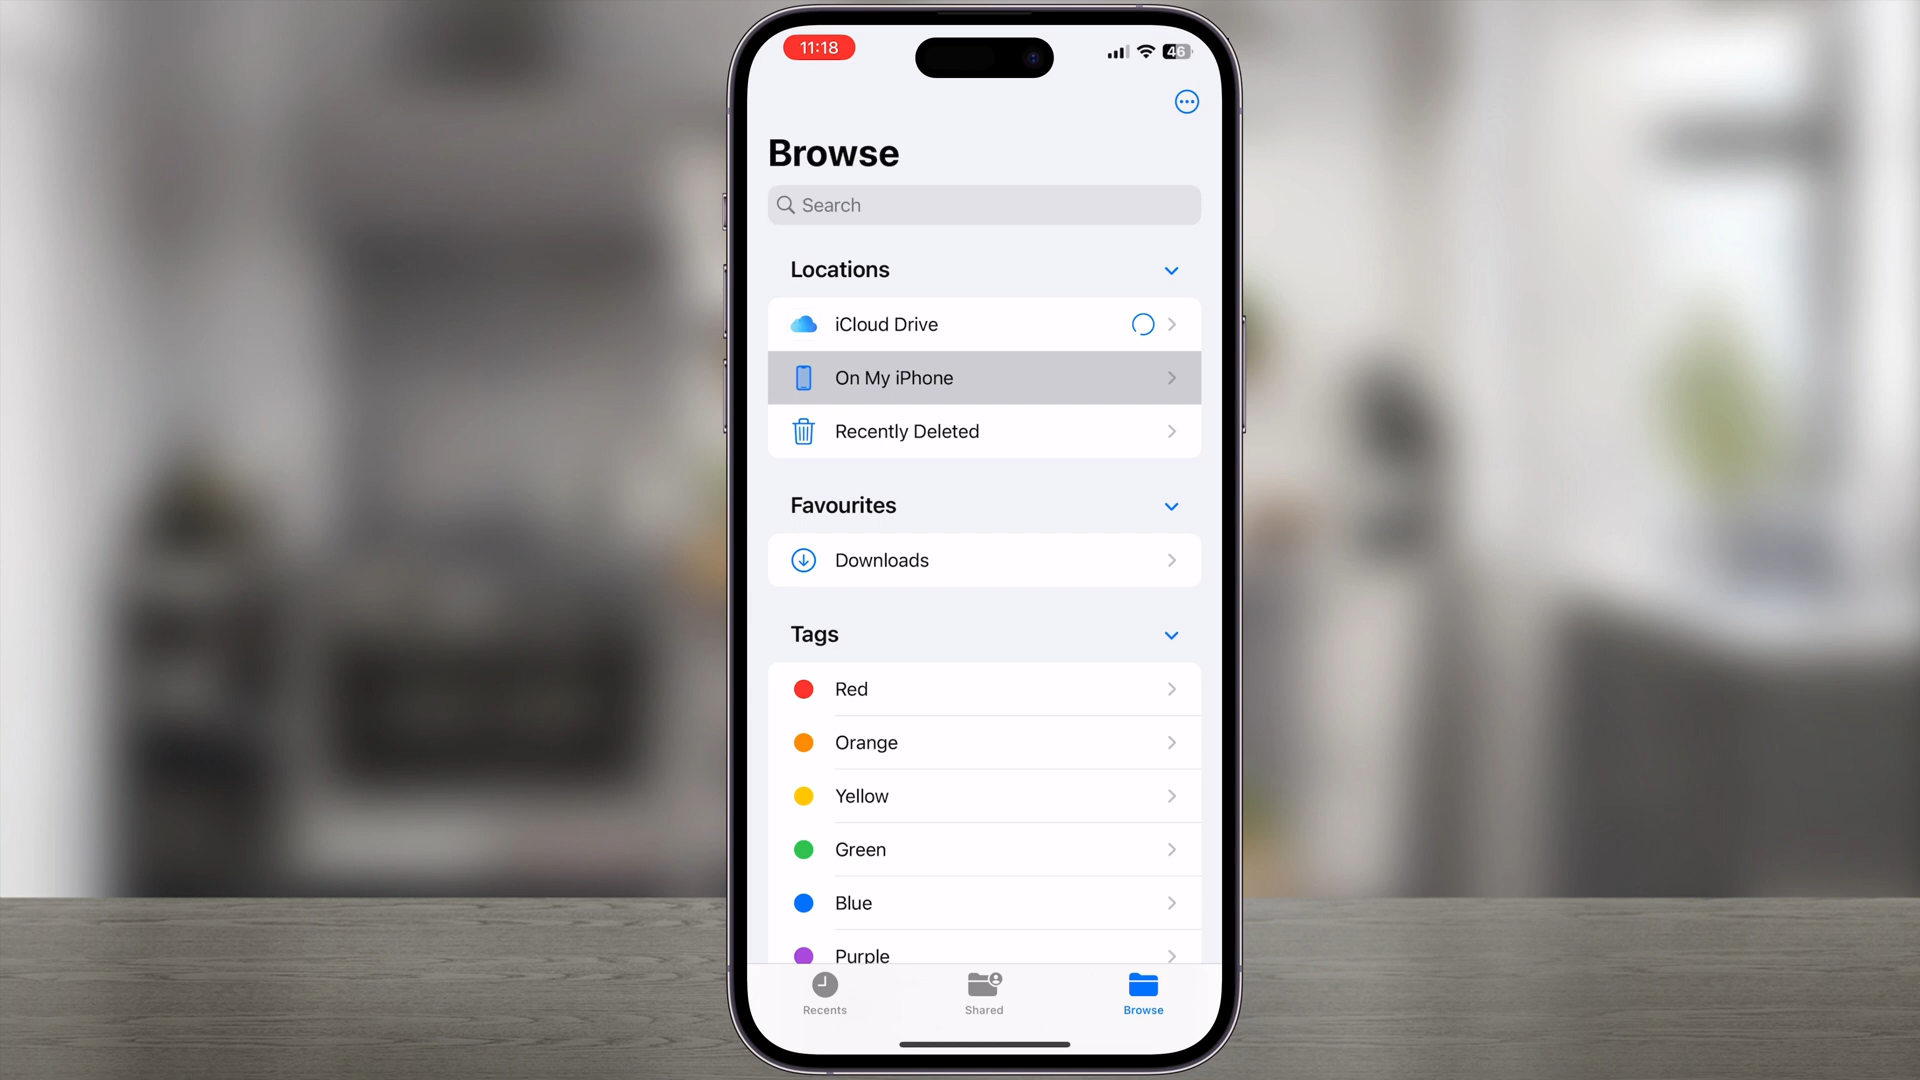 11:18
46
Browse
Search
Locations
iCloud Drive
On My iPhone
Recently Deleted
Favourites
Downloads
Tags
Red
Orange
Yellow
Green
Blue
Purple
Recents
Shared
Browse